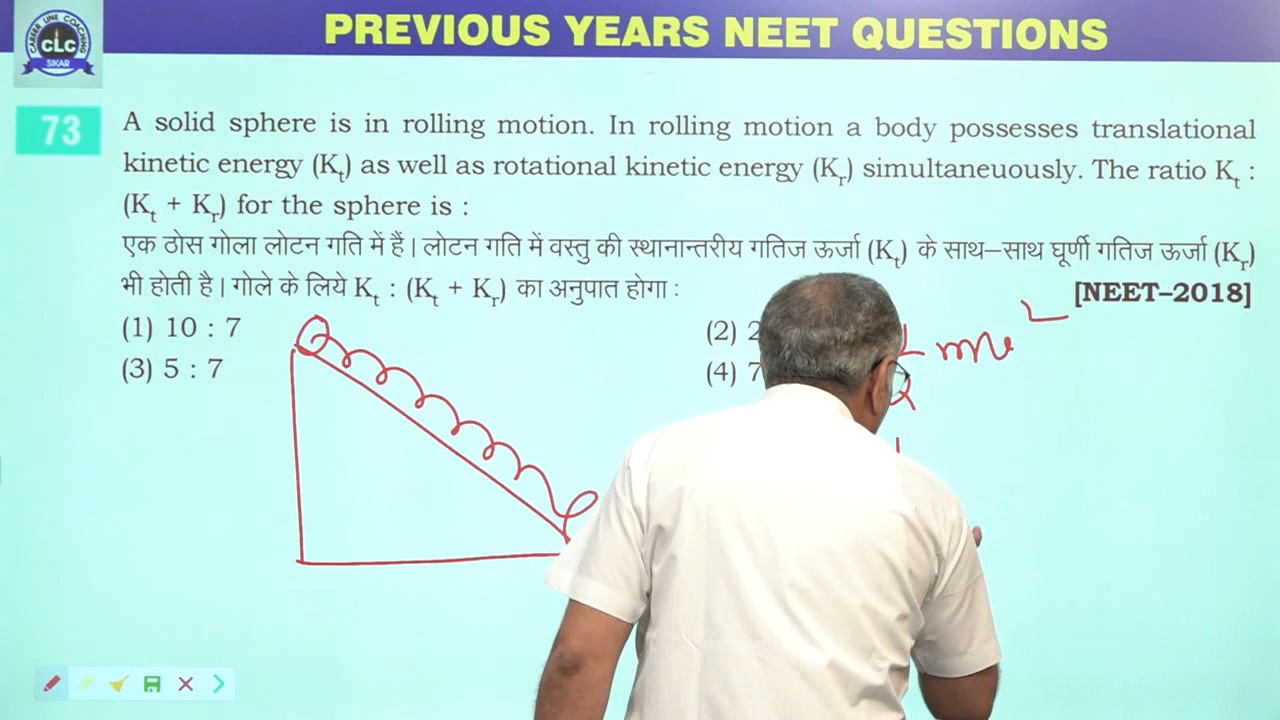 PREVIOUS YEARS NEET QUESTIONS
CAREER LINE COACHING
CLC
SIKAR
73
A solid sphere is in rolling motion. In rolling motion a body possesses translational
kinetic energy (Kt) as well as rotational kinetic energy (Kr) simultaneuously. The ratio Kt :
(Kt + Kr) for the sphere is :
एक ठोस गोला लोटन गति में हैं। लोटन गति में वस्तु की स्थानान्तरीय गतिज ऊर्जा (Kt) के साथ–साथ घूर्णी गतिज ऊर्जा (Kr)
भी होती है। गोले के लिये Kt : (Kt + Kr) का अनुपात होगा :
[NEET–2018]
(1) 10 : 7
(2) 2
(3) 5 : 7
(4) 7